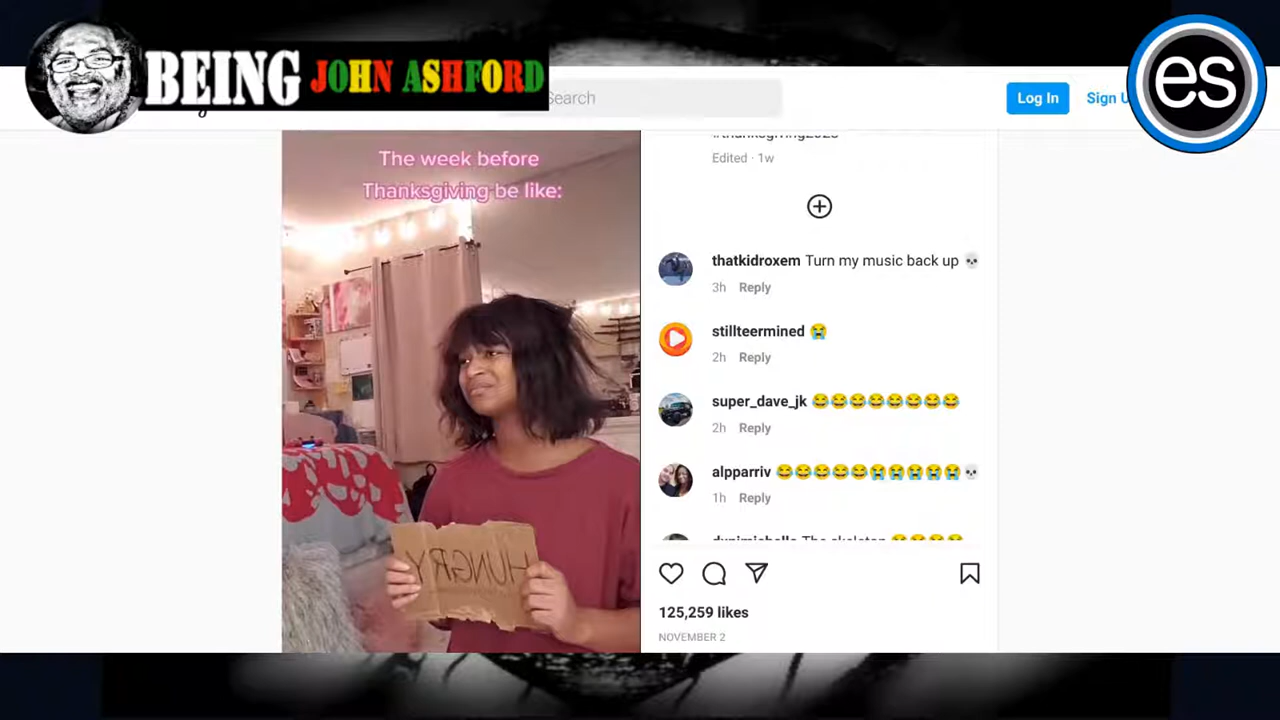 BEING JOHN ASHFORD
Search
Log In
Sign U
es
The week before
Thanksgiving be like:
HUNGRY
Edited · 1w
thatkidroxem Turn my music back up 💀
3h Reply
stillteermined 😭
2h Reply
super_dave_jk 😂😂😂😂😂😂😂😂
2h Reply
alpparriv 😂😂😂😂😂😭😭😭😭😭💀
1h Reply
125,259 likes
NOVEMBER 2